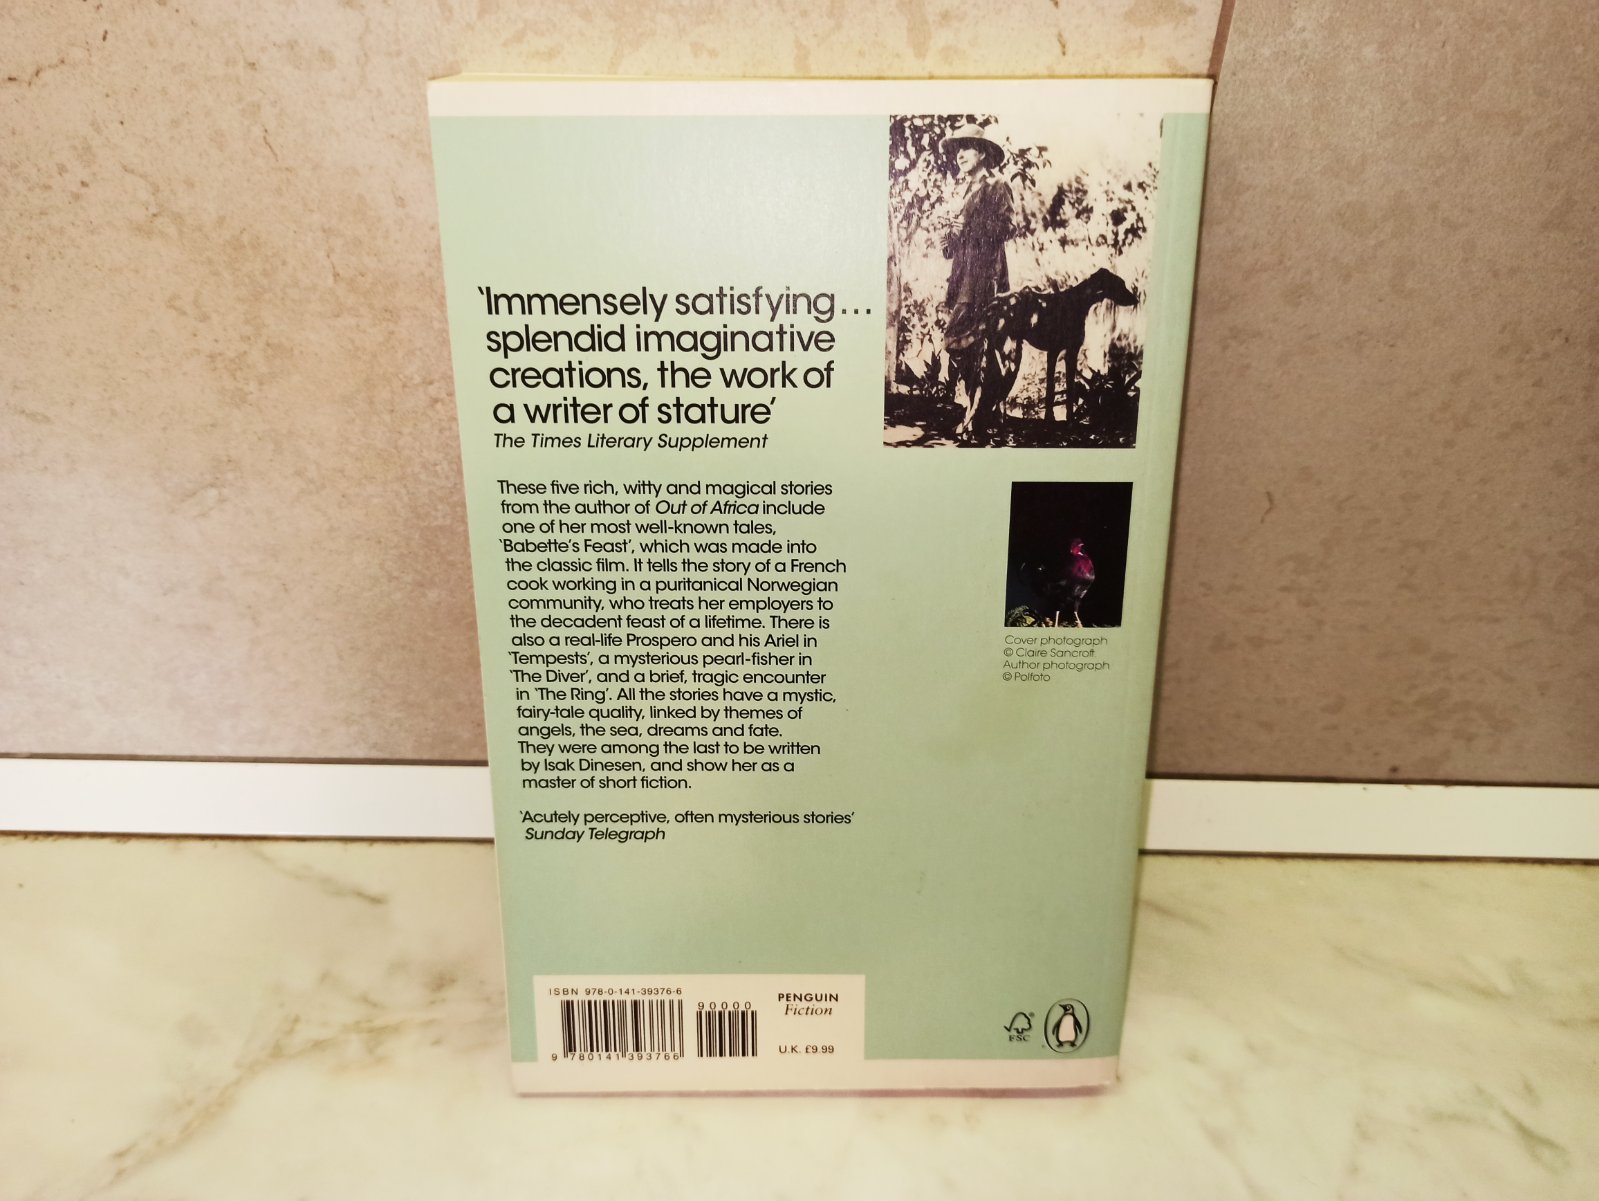 ‘Immensely satisfying...
splendid imaginative
creations, the work of
a writer of stature’
The Times Literary Supplement
These five rich, witty and magical stories
from the author of Out of Africa include
one of her most well-known tales,
‘Babette’s Feast’, which was made into
the classic film. It tells the story of a French
cook working in a puritanical Norwegian
community, who treats her employers to
the decadent feast of a lifetime. There is
also a real-life Prospero and his Ariel in
‘Tempests’, a mysterious pearl-fisher in
‘The Diver’, and a brief, tragic encounter
in ‘The Ring’. All the stories have a mystic,
fairy-tale quality, linked by themes of
angels, the sea, dreams and fate.
They were among the last to be written
by Isak Dinesen, and show her as a
master of short fiction.
‘Acutely perceptive, often mysterious stories’
Sunday Telegraph
Cover photograph
© Claire Sancroft.
Author photograph
© Polfoto
ISBN 978-0-141-39376-6
90000
9 780141 393766
PENGUIN
Fiction
U.K. £9.99
FSC